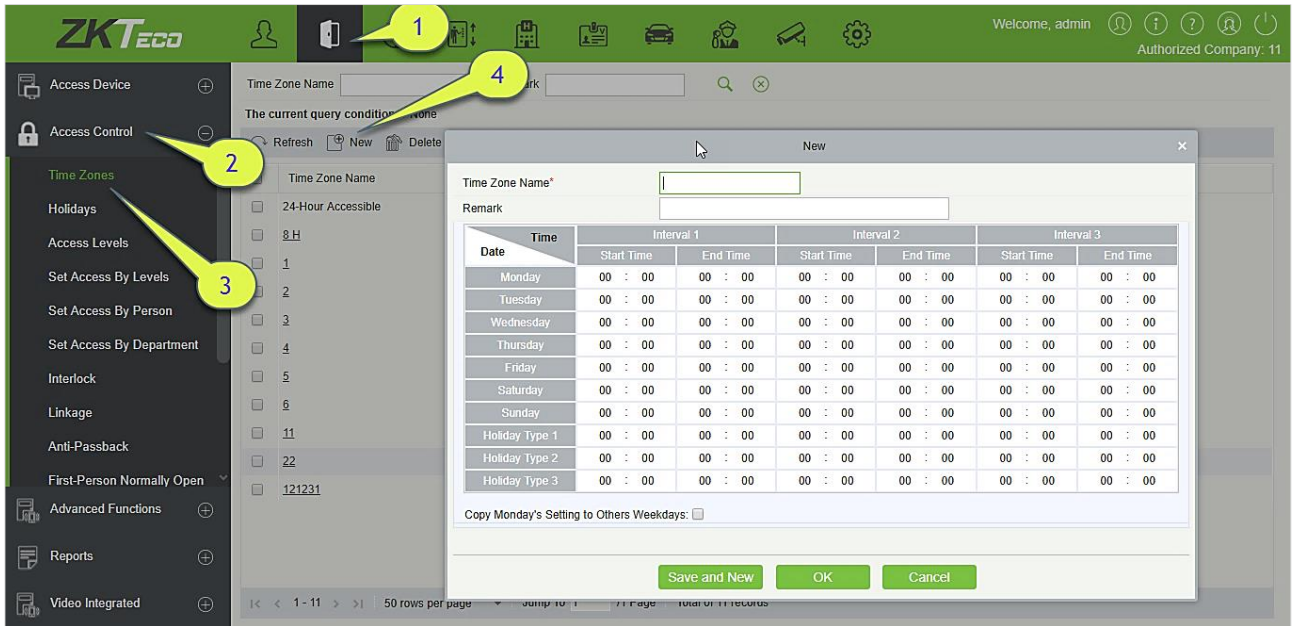 ZKTeco
1
Welcome, admin
Authorized Company: 11
Access Device
Time Zone Name
4
The current query condition None
Access Control
Refresh New Delete
2
New
Time Zones
Time Zone Name
Time Zone Name*
Holidays
24-Hour Accessible
Remark
Access Levels
8 H
Time Interval 1 Interval 2 Interval 3
Date Start Time End Time Start Time End Time Start Time End Time
Set Access By Levels
1
Monday 00 : 00 00 : 00 00 : 00 00 : 00 00 : 00 00 : 00
3
2
Tuesday 00 : 00 00 : 00 00 : 00 00 : 00 00 : 00 00 : 00
Set Access By Person
3
Wednesday 00 : 00 00 : 00 00 : 00 00 : 00 00 : 00 00 : 00
Set Access By Department
4
Thursday 00 : 00 00 : 00 00 : 00 00 : 00 00 : 00 00 : 00
Interlock
5
Friday 00 : 00 00 : 00 00 : 00 00 : 00 00 : 00 00 : 00
Linkage
6
Saturday 00 : 00 00 : 00 00 : 00 00 : 00 00 : 00 00 : 00
Sunday 00 : 00 00 : 00 00 : 00 00 : 00 00 : 00 00 : 00
Anti-Passback
11
Holiday Type 1 00 : 00 00 : 00 00 : 00 00 : 00 00 : 00 00 : 00
22
Holiday Type 2 00 : 00 00 : 00 00 : 00 00 : 00 00 : 00 00 : 00
First-Person Normally Open
121231
Holiday Type 3 00 : 00 00 : 00 00 : 00 00 : 00 00 : 00 00 : 00
Advanced Functions
Copy Monday's Setting to Others Weekdays:
Reports
Save and New OK Cancel
Video Integrated
1 - 11 50 rows per page Jump To 1 /1 Page Total of 11 records